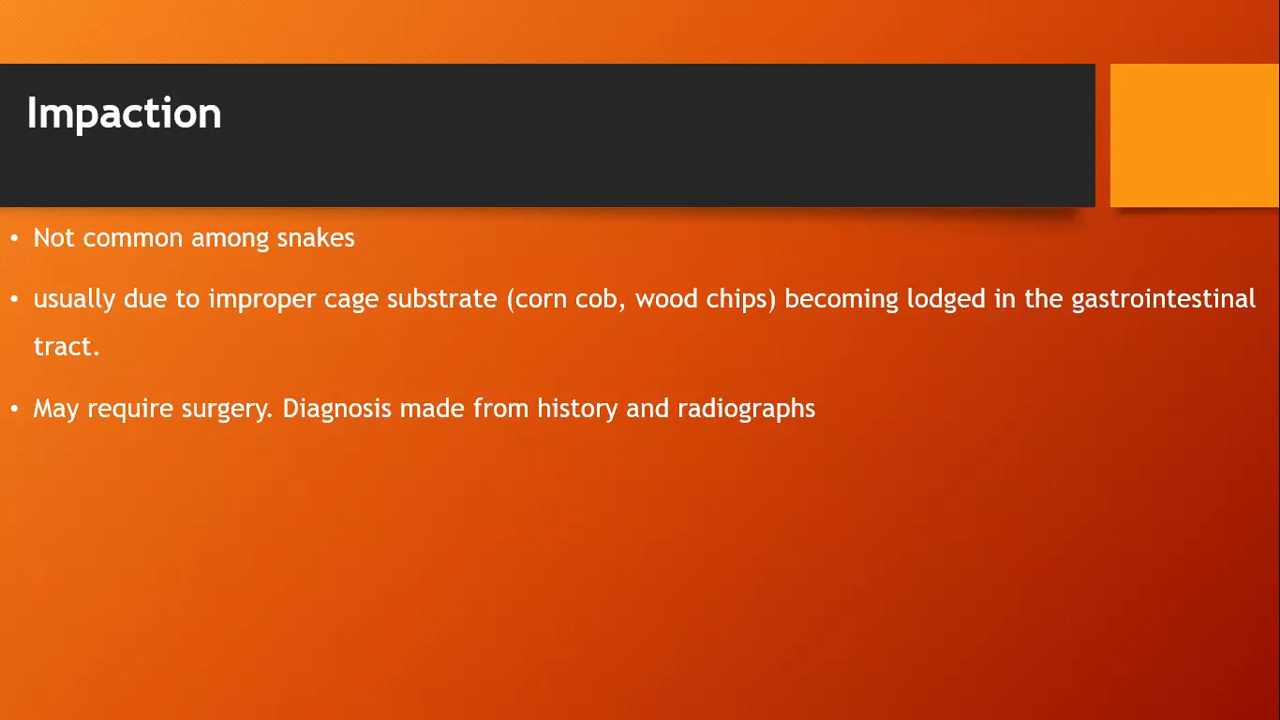 Impaction
• Not common among snakes
• usually due to improper cage substrate (corn cob, wood chips) becoming lodged in the gastrointestinal
tract.
• May require surgery. Diagnosis made from history and radiographs